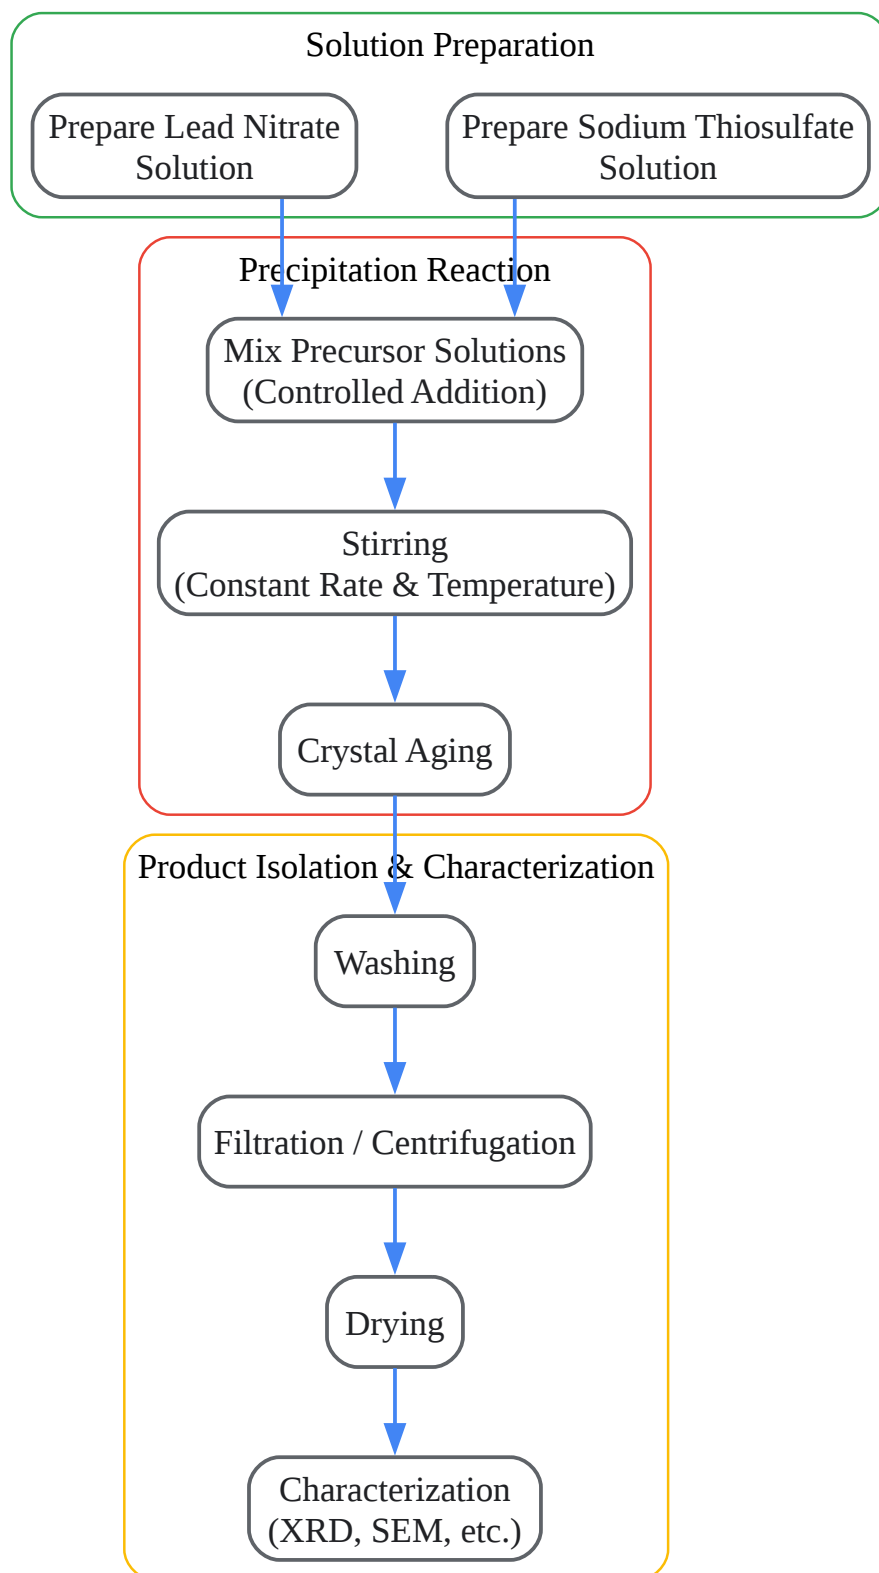 Solution Preparation
Prepare Lead Nitrate
Solution
Prepare Sodium Thiosulfate
Solution
Precipitation Reaction
Mix Precursor Solutions
(Controlled Addition)
Stirring
(Constant Rate & Temperature)
Crystal Aging
Product Isolation & Characterization
Washing
Filtration / Centrifugation
Drying
Characterization
(XRD, SEM, etc.)